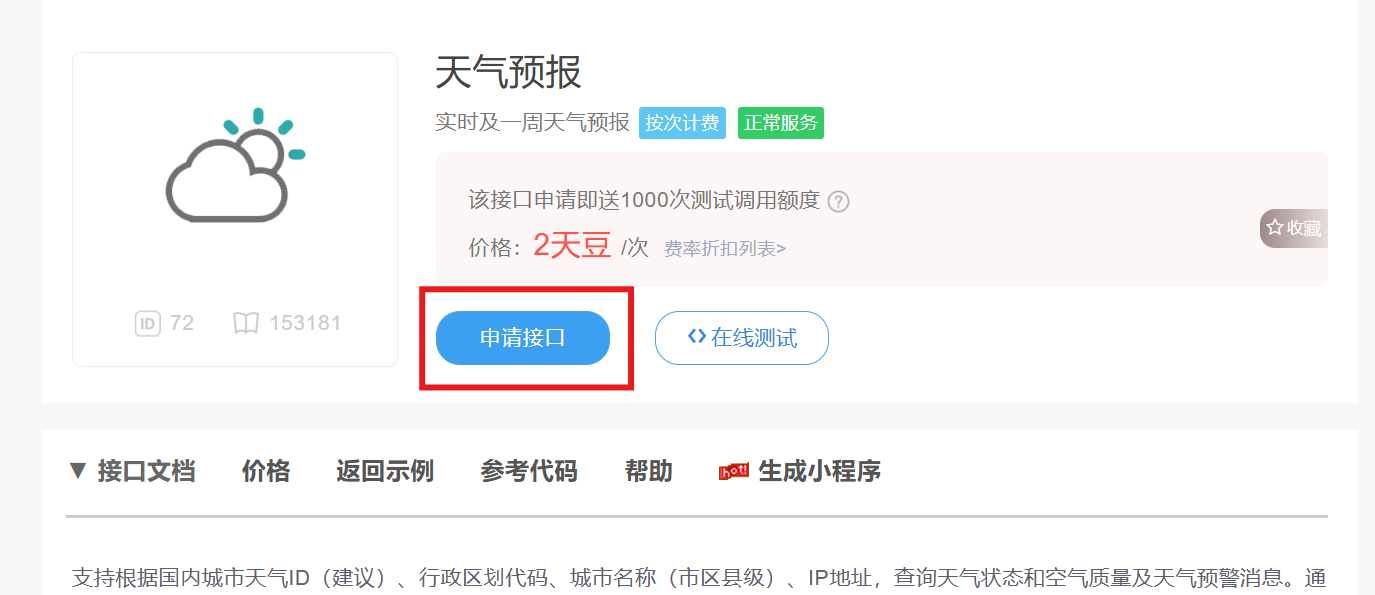 天气预报
实时及一周天气预报 按次计费 正常服务
该接口申请即送1000次测试调用额度 ?
价格：2天豆 /次 费率折扣列表>
收藏
ID 72 153181
申请接口 <>在线测试
▼ 接口文档 价格 返回示例 参考代码 帮助 hot! 生成小程序
支持根据国内城市天气ID（建议）、行政区划代码、城市名称（市区县级）、IP地址，查询天气状态和空气质量及天气预警消息。通